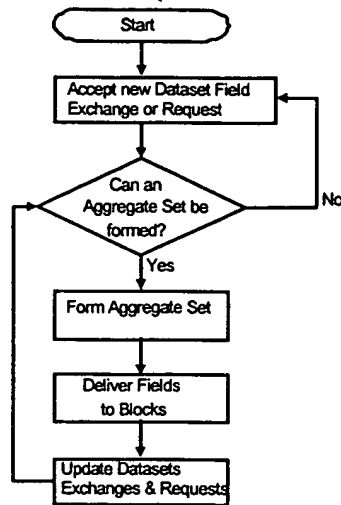 Start
Accept new Dataset Field
Exchange or Request
Can an
Aggregate Set be
formed?
No
Yes
Form Aggregate Set
Deliver Fields
to Blocks
Update Datasets
Exchanges & Requests